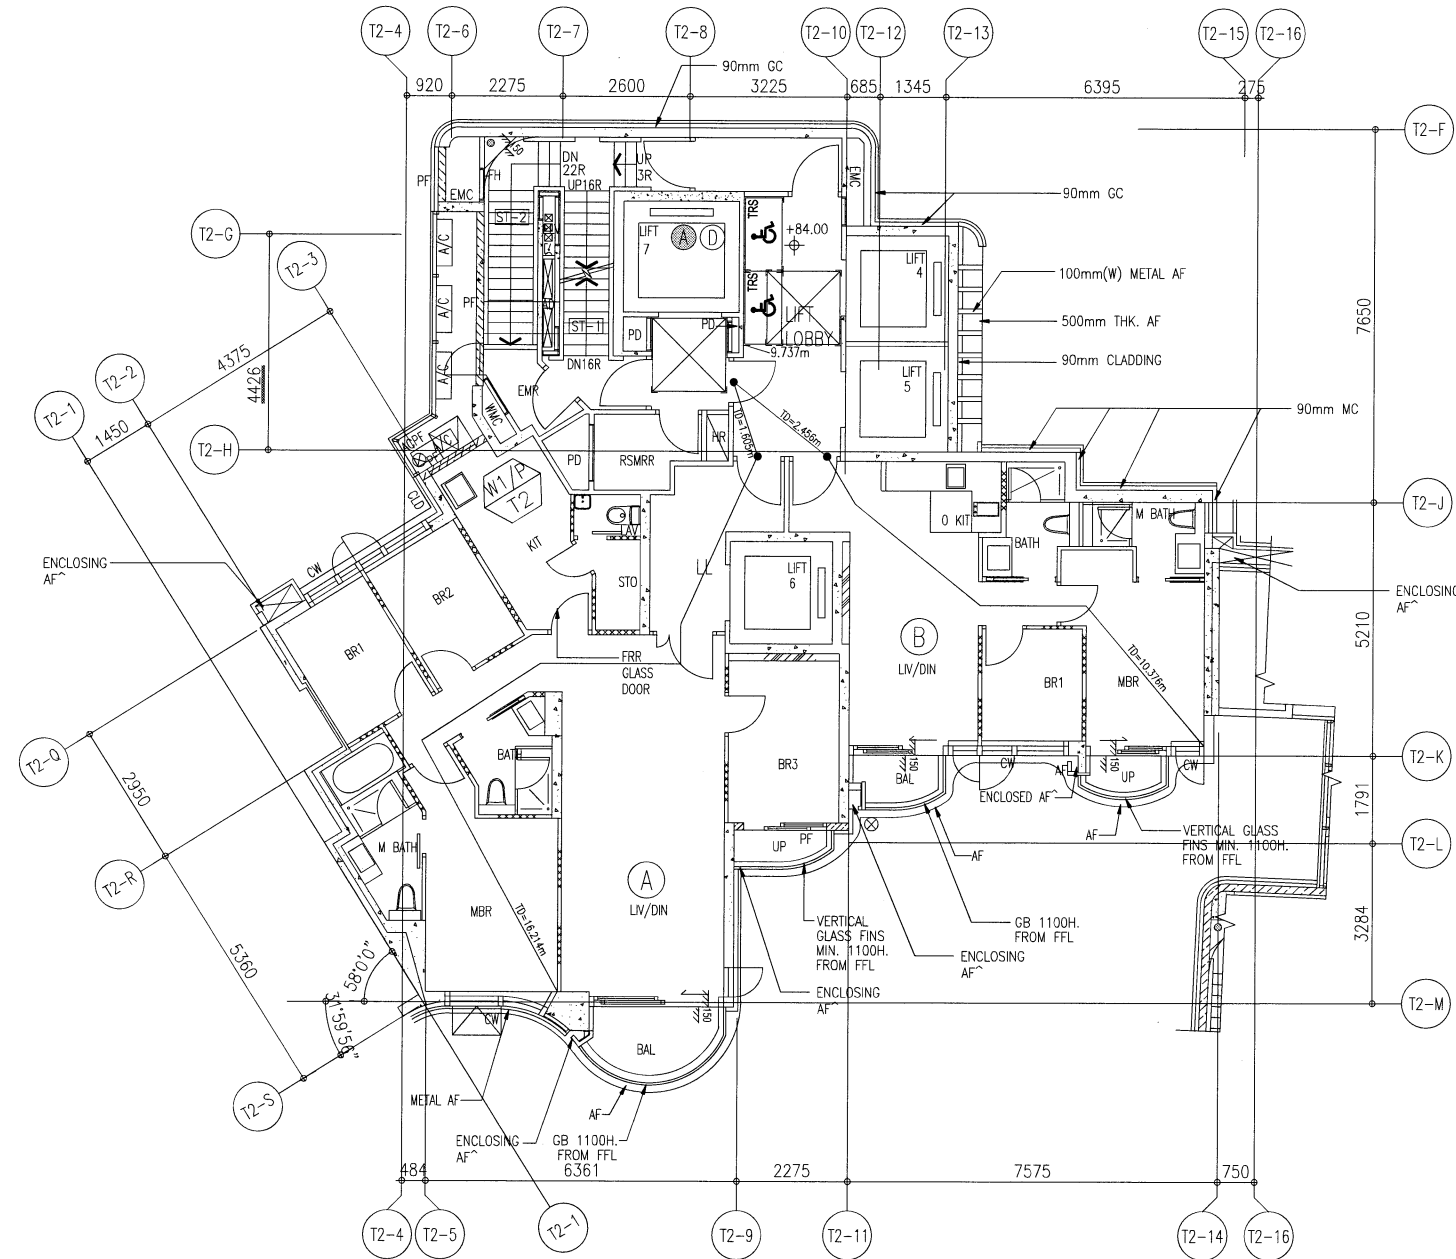 T2-4
T2-6
T2-7
T2-8
T2-10
T2-12
T2-13
T2-15
T2-16
90mm GC
920
2275
2600
3225
685
1345
6395
275
T2-F
150
DN
22R
UP
3R
UP16R
FH
PF
EMC
EMC
90mm GC
ST-2
TRS
LIFT
7
A
D
+84.00
T2-G
A/C
LIFT
4
T2-3
100mm(W) METAL AF
TRS
A/C
PF
7650
LIFT
LOBBY
500mm THK. AF
ST-1
PD
PD
9.737m
4375
4426
A/C
DN16R
90mm CLADDING
LIFT
5
T2-2
EMR
WMC
T2-1
1450
TD=1.605m
TD=2.456m
90mm MC
A/C
HR
T2-H
PD
RSMRR
W1/P
T2
CLD
T2-J
O KIT
M BATH
BATH
KIT
AV
ENCLOSING
AF^
CW
LL
LIFT
6
STO
BR2
ENCLOSING
AF^
5210
B
LIV/DIN
BR1
FRR
GLASS
DOOR
TD=10.376m
BR1
MBR
T2-Q
BATH
BR3
150
BAL
CW
AF
150
UP
CW
T2-K
2950
ENCLOSED AF^
1791
AF
VERTICAL GLASS
FINS MIN. 1100H.
FROM FFL
M BATH
UP
PF
AF
T2-L
T2-R
A
LIV/DIN
MBR
TD=16.214m
VERTICAL
GLASS FINS
MIN. 1100H.
FROM FFL
GB 1100H.
FROM FFL
3284
ENCLOSING
AF^
5360
58°0'0"
ENCLOSING
AF^
T2-M
31°59'56"
CW
150
BAL
T2-S
METAL AF
AF
ENCLOSING
AF^
GB 1100H.
FROM FFL
484
6361
2275
7575
750
T2-4
T2-5
T2-1
T2-9
T2-11
T2-14
T2-16